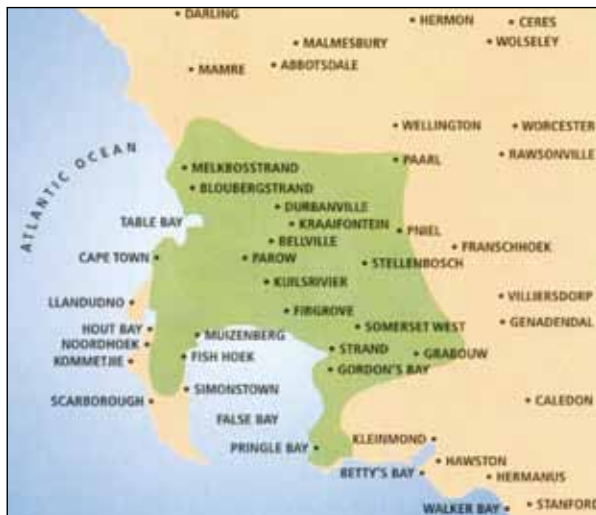 DARLING
HERMON
CERES
MALMESBURY
WOLSELEY
MAMRE
ABBOTSDALE
WELLINGTON
WORCESTER
ATLANTIC OCEAN
MELKBOSSTRAND
PAARL
RAWSONVILLE
BLOUBERGSTRAND
DURBANVILLE
TABLE BAY
KRAAIFONTEIN
PNIEL
BELLVILLE
FRANSCHHOEK
CAPE TOWN
PAROW
STELLENBOSCH
KUILSRIVIER
LLANDUDNO
VILLIERSDORP
FIRGROVE
GENADENDAL
HOUT BAY
MUIZENBERG
SOMERSET WEST
NOORDHOEK
STRAND
GRABOUW
KOMMETJIE
FISH HOEK
GORDON'S BAY
SIMONSTOWN
SCARBOROUGH
CALEDON
FALSE BAY
PRINGLE BAY
KLEINMOND
HAWSTON
BETTY'S BAY
HERMANUS
WALKER BAY
STANFORD